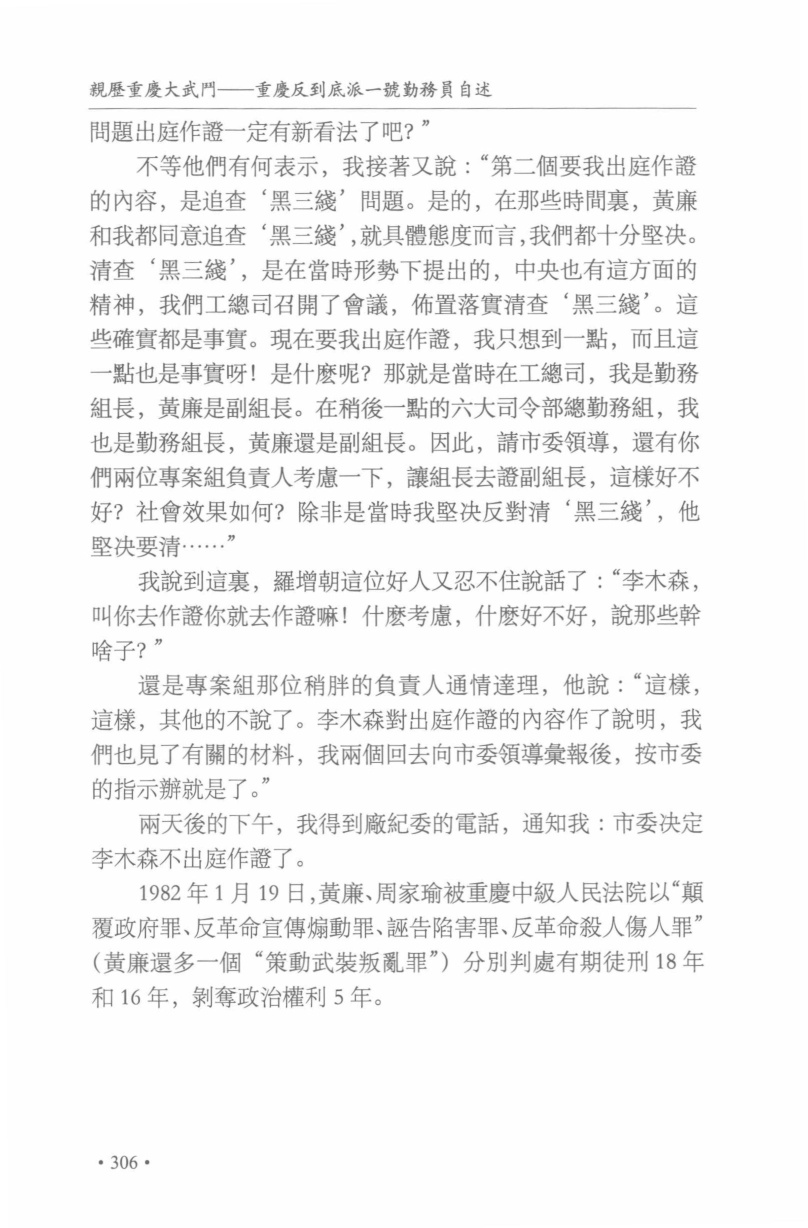 親歷重慶大武鬥——重慶反到底派一號勤務員自述
問題出庭作證一定有新看法了吧？”
不等他們有何表示，我接著又說：“第二個要我出庭作證
的內容，是追查‘黑三綫’問題。是的，在那些時間裏，黃廉
和我都同意追查‘黑三綫’，就具體態度而言，我們都十分堅决。
清查‘黑三綫’，是在當時形勢下提出的，中央也有這方面的
精神，我們工總司召開了會議，佈置落實清查‘黑三綫’。這
些確實都是事實。現在要我出庭作證，我只想到一點，而且這
一點也是事實呀！是什麽呢？那就是當時在工總司，我是勤務
組長，黃廉是副組長。在稍後一點的六大司令部總勤務組，我
也是勤務組長，黃廉還是副組長。因此，請市委領導，還有你
們兩位專案組負責人考慮一下，讓組長去證副組長，這樣好不
好？社會效果如何？除非是當時我堅决反對清‘黑三綫’，他
堅决要清……”
我說到這裏，羅增朝這位好人又忍不住說話了：“李木森，
叫你去作證你就去作證嘛！什麽考慮，什麽好不好，說那些幹
啥子？”
還是專案組那位稍胖的負責人通情達理，他說：“這樣，
這樣，其他的不說了。李木森對出庭作證的內容作了說明，我
們也見了有關的材料，我兩個回去向市委領導彙報後，按市委
的指示辦就是了。”
兩天後的下午，我得到廠紀委的電話，通知我：市委决定
李木森不出庭作證了。
1982 年 1 月 19 日，黃廉、周家瑜被重慶中級人民法院以“顛
覆政府罪、反革命宣傳煽動罪、誣告陷害罪、反革命殺人傷人罪”
（黃廉還多一個“策動武裝叛亂罪”）分別判處有期徒刑 18 年
和 16 年，剝奪政治權利 5 年。
·306·